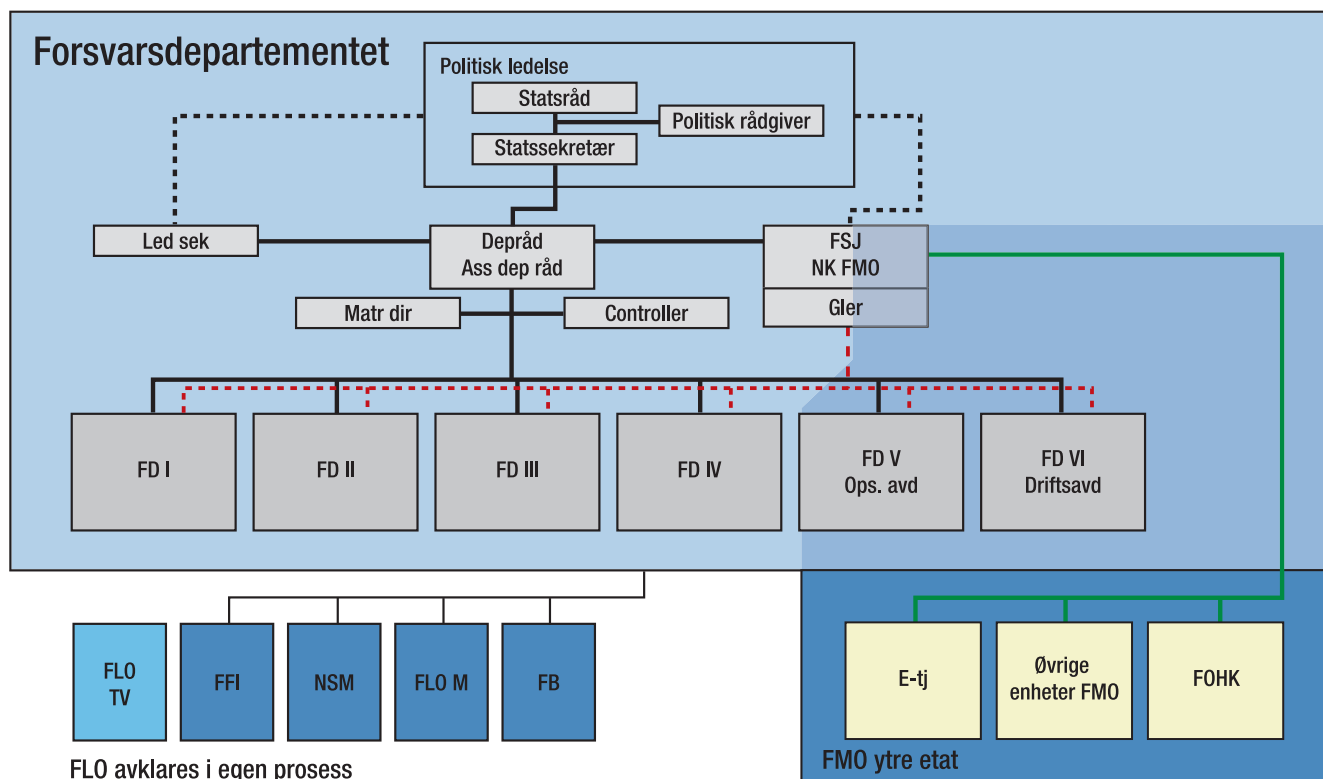 Forsvarsdepartementet
Politisk ledelse
Statsråd
Politisk rådgiver
Statssekretær
Led sek
Depråd
Ass dep råd
FSJ
NK FMO
Gler
Matr dir
Controller
FD I
FD II
FD III
FD IV
FD V
Ops. avd
FD VI
Driftsavd
FLO
TV
FFI
NSM
FLO M
FB
E-tj
Øvrige
enheter FMO
FOHK
FLO avklares i egen prosess
FMO ytre etat